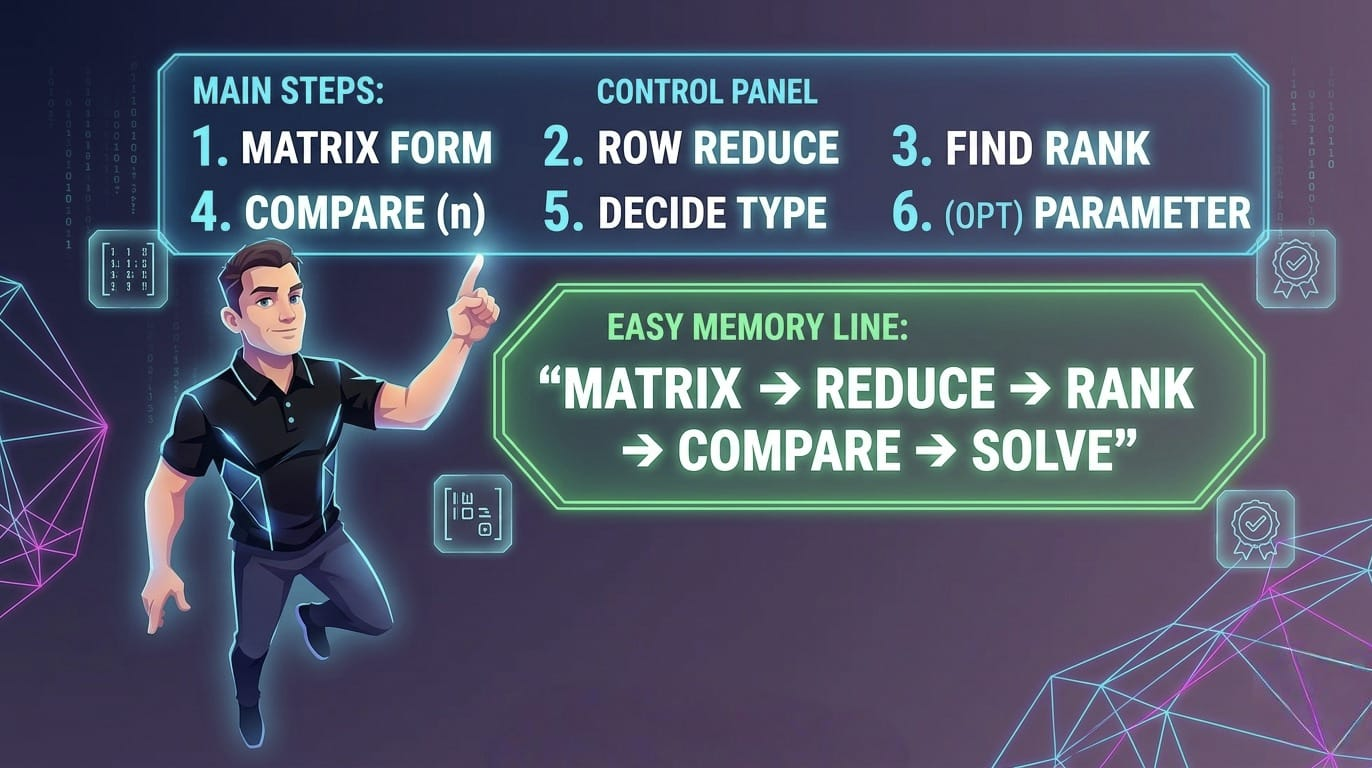 MAIN STEPS:
CONTROL PANEL
1. MATRIX FORM
2. ROW REDUCE
3. FIND RANK
4. COMPARE (n)
5. DECIDE TYPE
6. (OPT) PARAMETER
EASY MEMORY LINE:
“MATRIX → REDUCE → RANK
→ COMPARE → SOLVE”